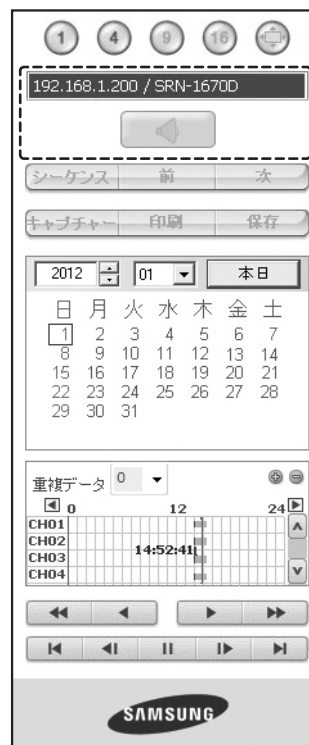 1 4 9 16
192.168.1.200 / SRN-1670D
シーケンス 前 次
キャプチャー 印刷 保存
2012 01 本日
日 月 火 水 木 金 土
1 2 3 4 5 6 7
8 9 10 11 12 13 14
15 16 17 18 19 20 21
22 23 24 25 26 27 28
29 30 31
重複データ 0
0 12 24
CH01
CH02
14:52:41
CH03
CH04
SAMSUNG